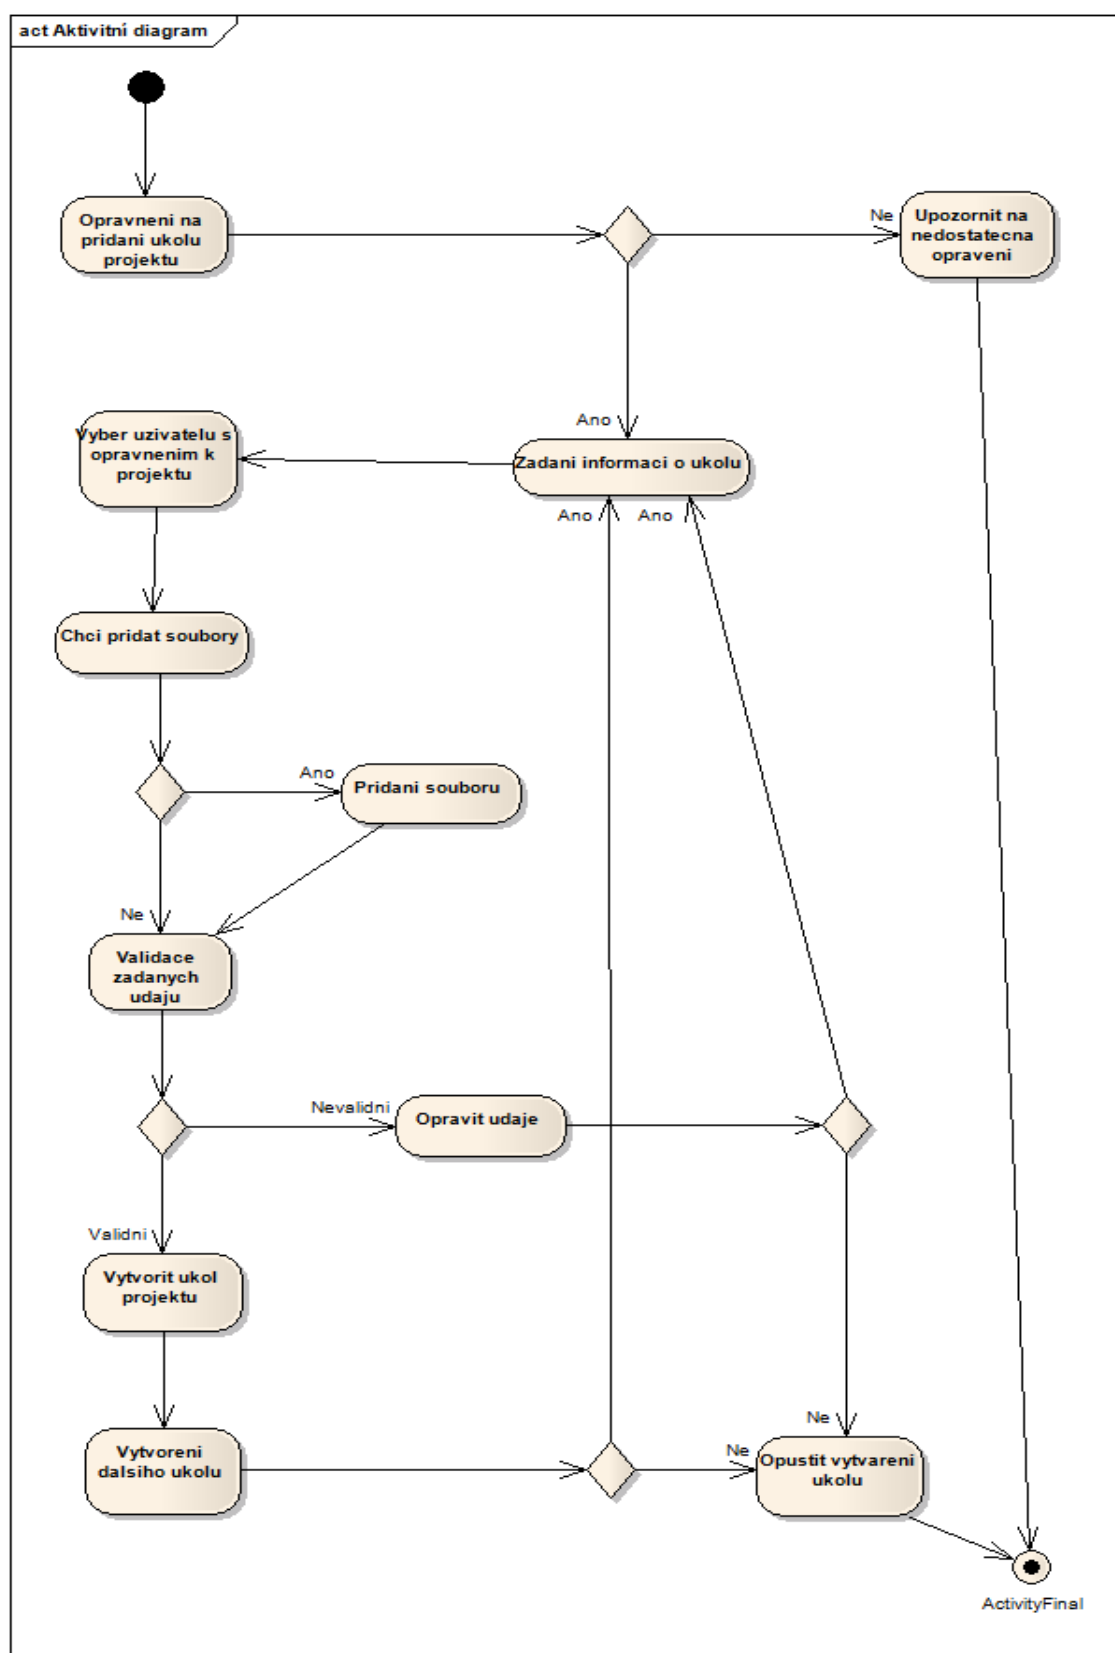 act Aktivitní diagram
Opravneni na
pridani ukolu
projektu
Ne
Upozornit na
nedostatecna
opraveni
Ano
Vyber uzivatelu s
opravnenim k
projektu
Zadani informaci o ukolu
Ano
Ano
Chci pridat soubory
Ano
Pridani souboru
Ne
Validace
zadanych
udaju
Nevalidni
Opravit udaje
Validni
Vytvorit ukol
projektu
Ne
Vytvoreni
dalsiho ukolu
Ne
Opustit vytvareni
ukolu
ActivityFinal